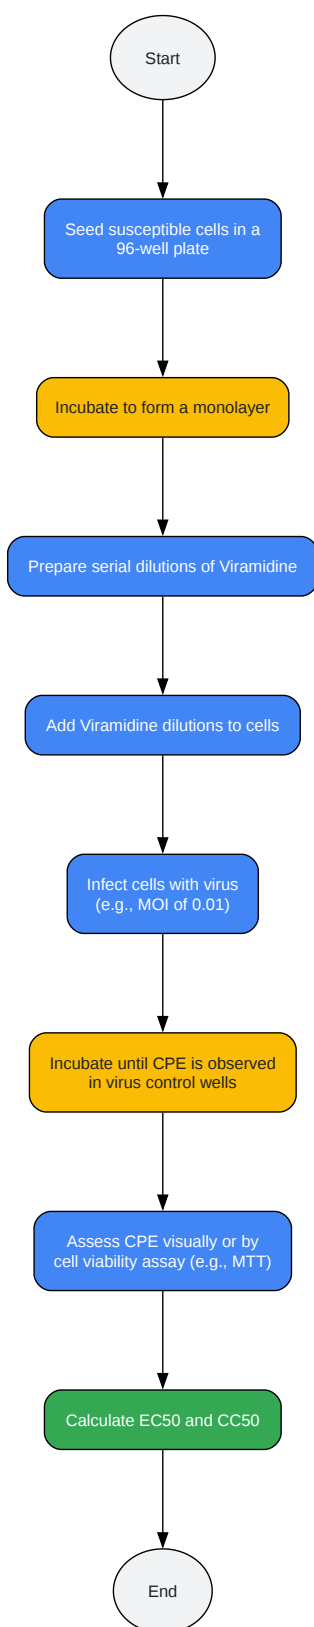 Start
Seed susceptible cells in a
96-well plate
Incubate to form a monolayer
Prepare serial dilutions of Viramidine
Add Viramidine dilutions to cells
Infect cells with virus
(e.g., MOI of 0.01)
Incubate until CPE is observed
in virus control wells
Assess CPE visually or by
cell viability assay (e.g., MTT)
Calculate EC50 and CC50
End